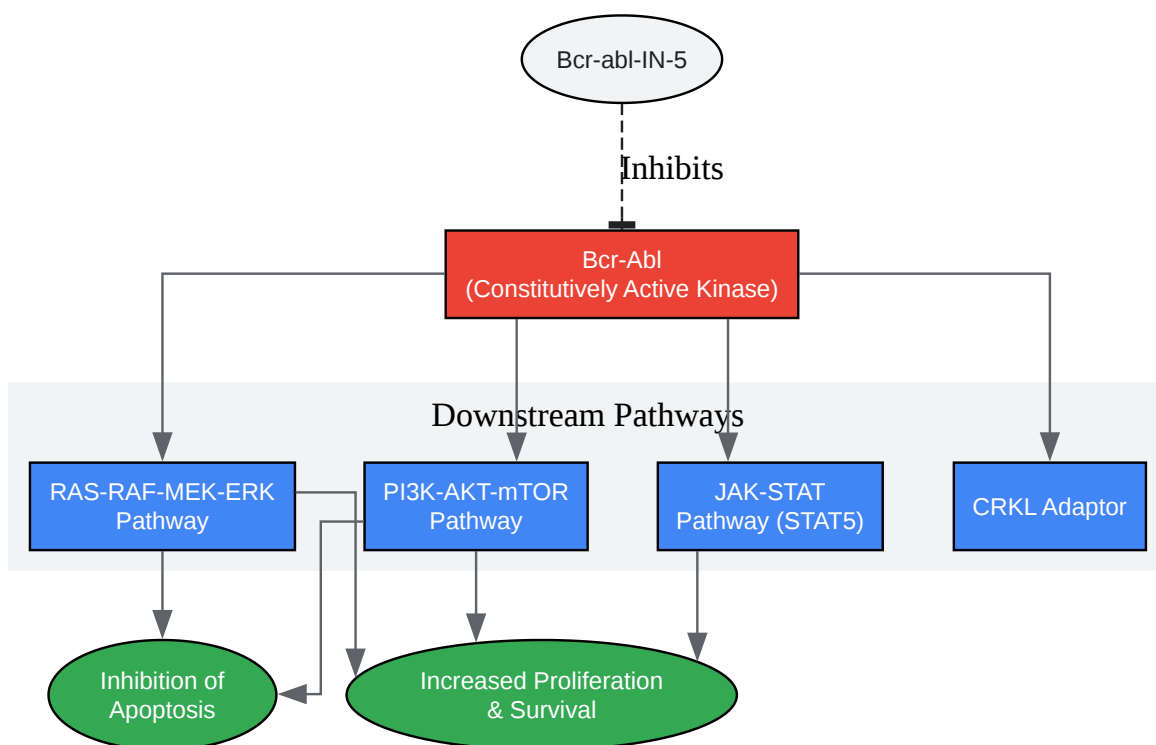 Bcr-abl-IN-5
Inhibits
Bcr-Abl
(Constitutively Active Kinase)
Downstream Pathways
RAS-RAF-MEK-ERK
Pathway
PI3K-AKT-mTOR
Pathway
JAK-STAT
Pathway (STAT5)
CRKL Adaptor
Inhibition of
Apoptosis
Increased Proliferation
& Survival